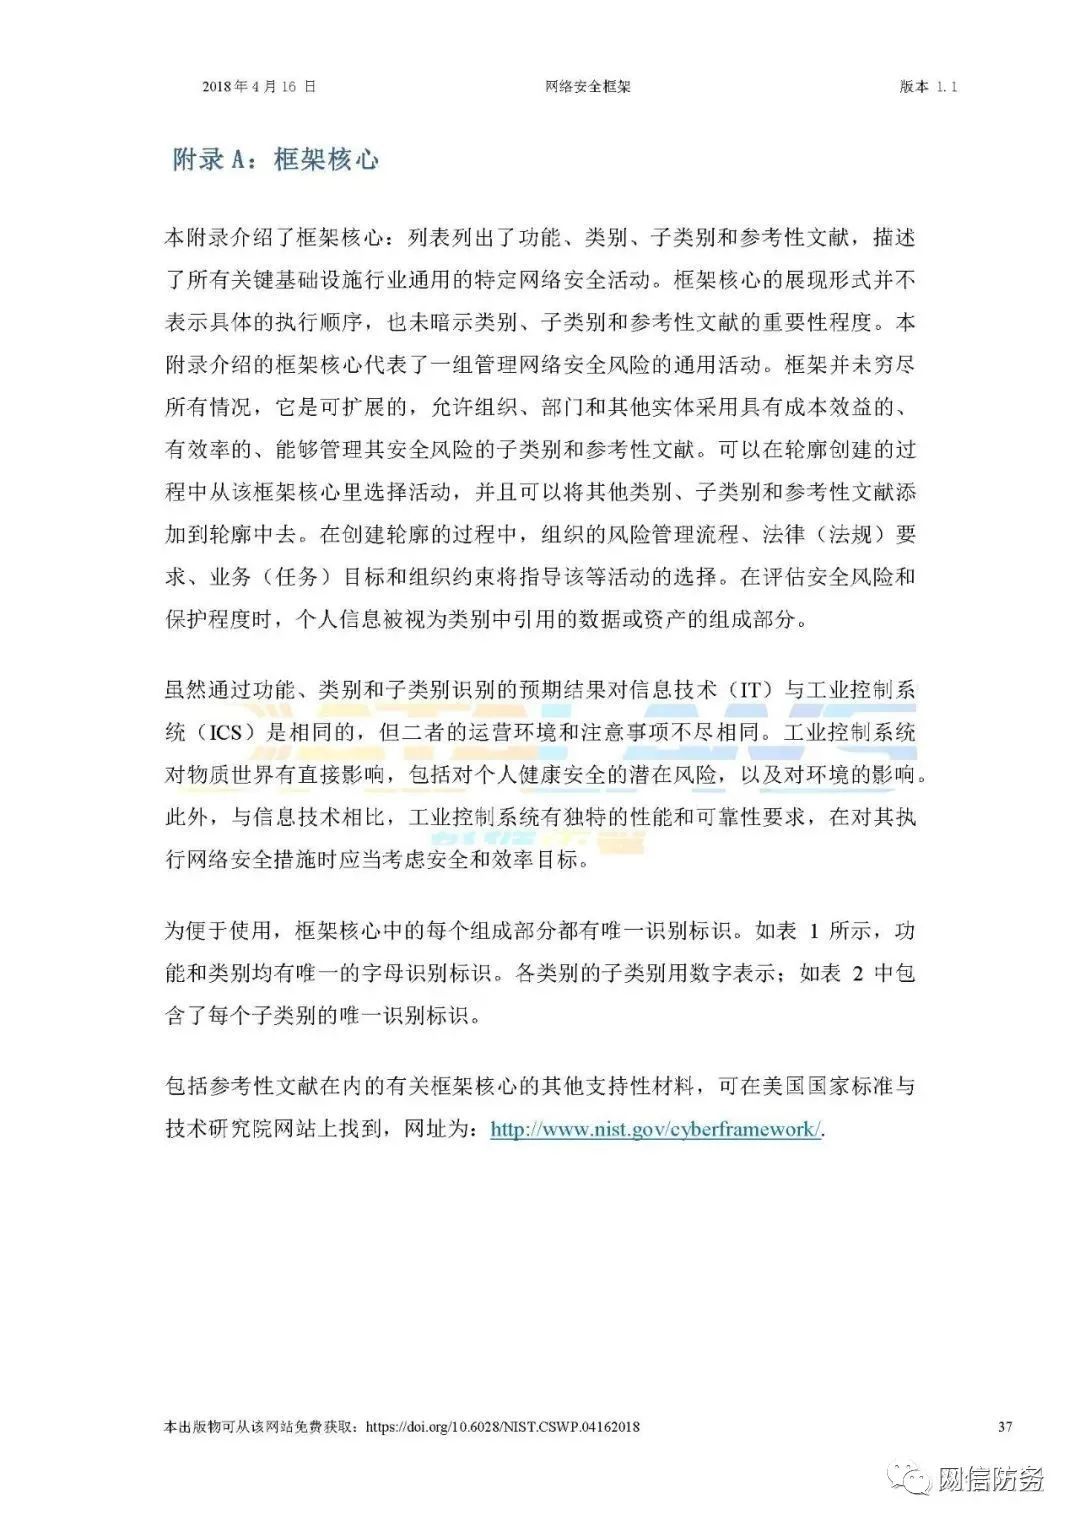 2018年4月16 日 网络安全框架 版本 1.1
附录 A：框架核心
本附录介绍了框架核心：列表列出了功能、类别、子类别和参考性文献，描述
了所有关键基础设施行业通用的特定网络安全活动。框架核心的展现形式并不
表示具体的执行顺序，也未暗示类别、子类别和参考性文献的重要性程度。本
附录介绍的框架核心代表了一组管理网络安全风险的通用活动。框架并未穷尽
所有情况，它是可扩展的，允许组织、部门和其他实体采用具有成本效益的、
有效率的、能够管理其安全风险的子类别和参考性文献。可以在轮廓创建的过
程中从该框架核心里选择活动，并且可以将其他类别、子类别和参考性文献添
加到轮廓中去。在创建轮廓的过程中，组织的风险管理流程、法律（法规）要
求、业务（任务）目标和组织约束将指导该等活动的选择。在评估安全风险和
保护程度时，个人信息被视为类别中引用的数据或资产的组成部分。
虽然通过功能、类别和子类别识别的预期结果对信息技术（IT）与工业控制系
统（ICS）是相同的，但二者的运营环境和注意事项不尽相同。工业控制系统
对物质世界有直接影响，包括对个人健康安全的潜在风险，以及对环境的影响。
此外，与信息技术相比，工业控制系统有独特的性能和可靠性要求，在对其执
行网络安全措施时应当考虑安全和效率目标。
为便于使用，框架核心中的每个组成部分都有唯一识别标识。如表 1 所示，功
能和类别均有唯一的字母识别标识。各类别的子类别用数字表示；如表 2 中包
含了每个子类别的唯一识别标识。
包括参考性文献在内的有关框架核心的其他支持性材料，可在美国国家标准与
技术研究院网站上找到，网址为：http://www.nist.gov/cyberframework/.
本出版物可从该网站免费获取：https://doi.org/10.6028/NIST.CSWP.04162018 37
网信防务